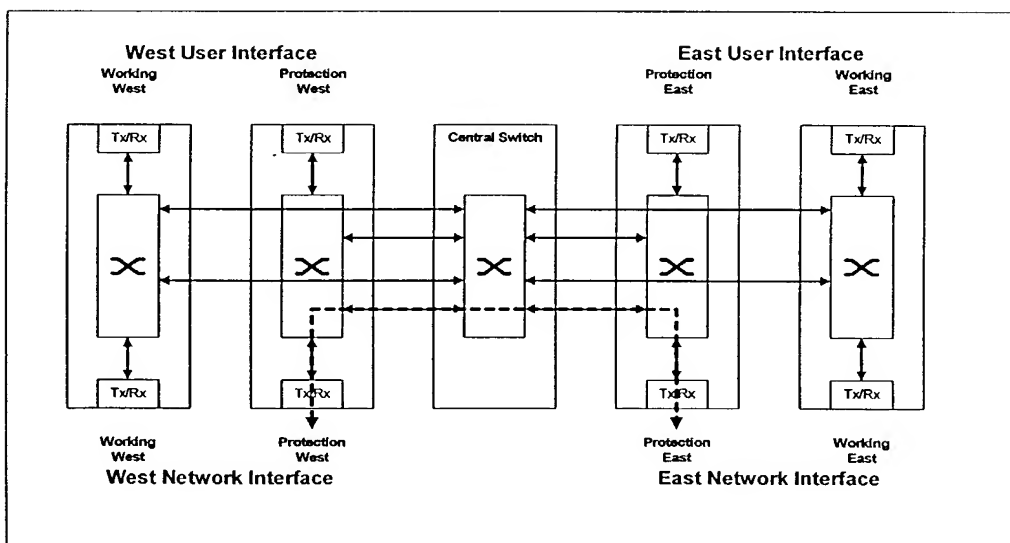 West User Interface
East User Interface
Working
West
Protection
West
Protection
East
Working
East
Tx/Rx
Tx/Rx
Central Switch
Tx/Rx
Tx/Rx
Tx/Rx
Tx/Rx
Tx/Rx
Tx/Rx
Working
West
Protection
West
Protection
East
Working
East
West Network Interface
East Network Interface